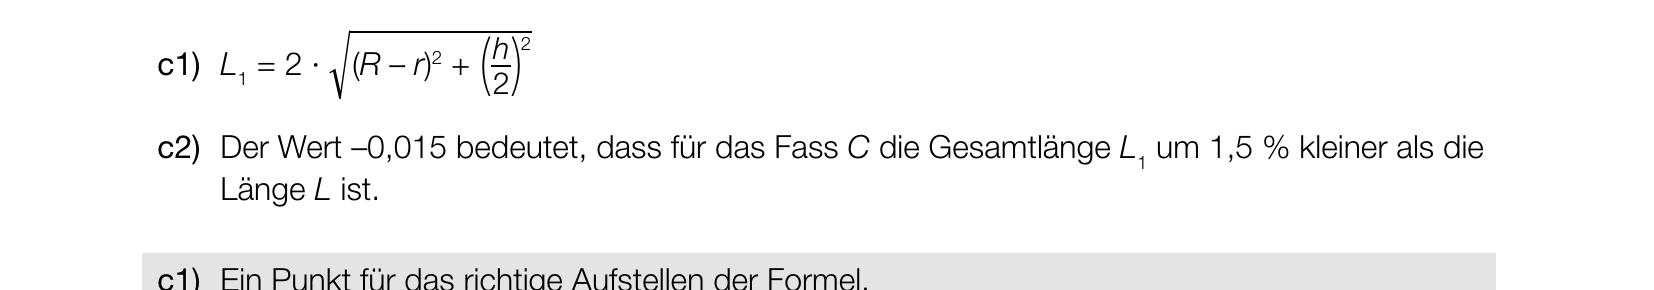 c1) L₁ = 2 · √((R – r)² + (h/2)²)
c2) Der Wert –0,015 bedeutet, dass für das Fass C die Gesamtlänge L₁ um 1,5 % kleiner als die
Länge L ist.
c1) Ein Punkt für das richtige Aufstellen der Formel.